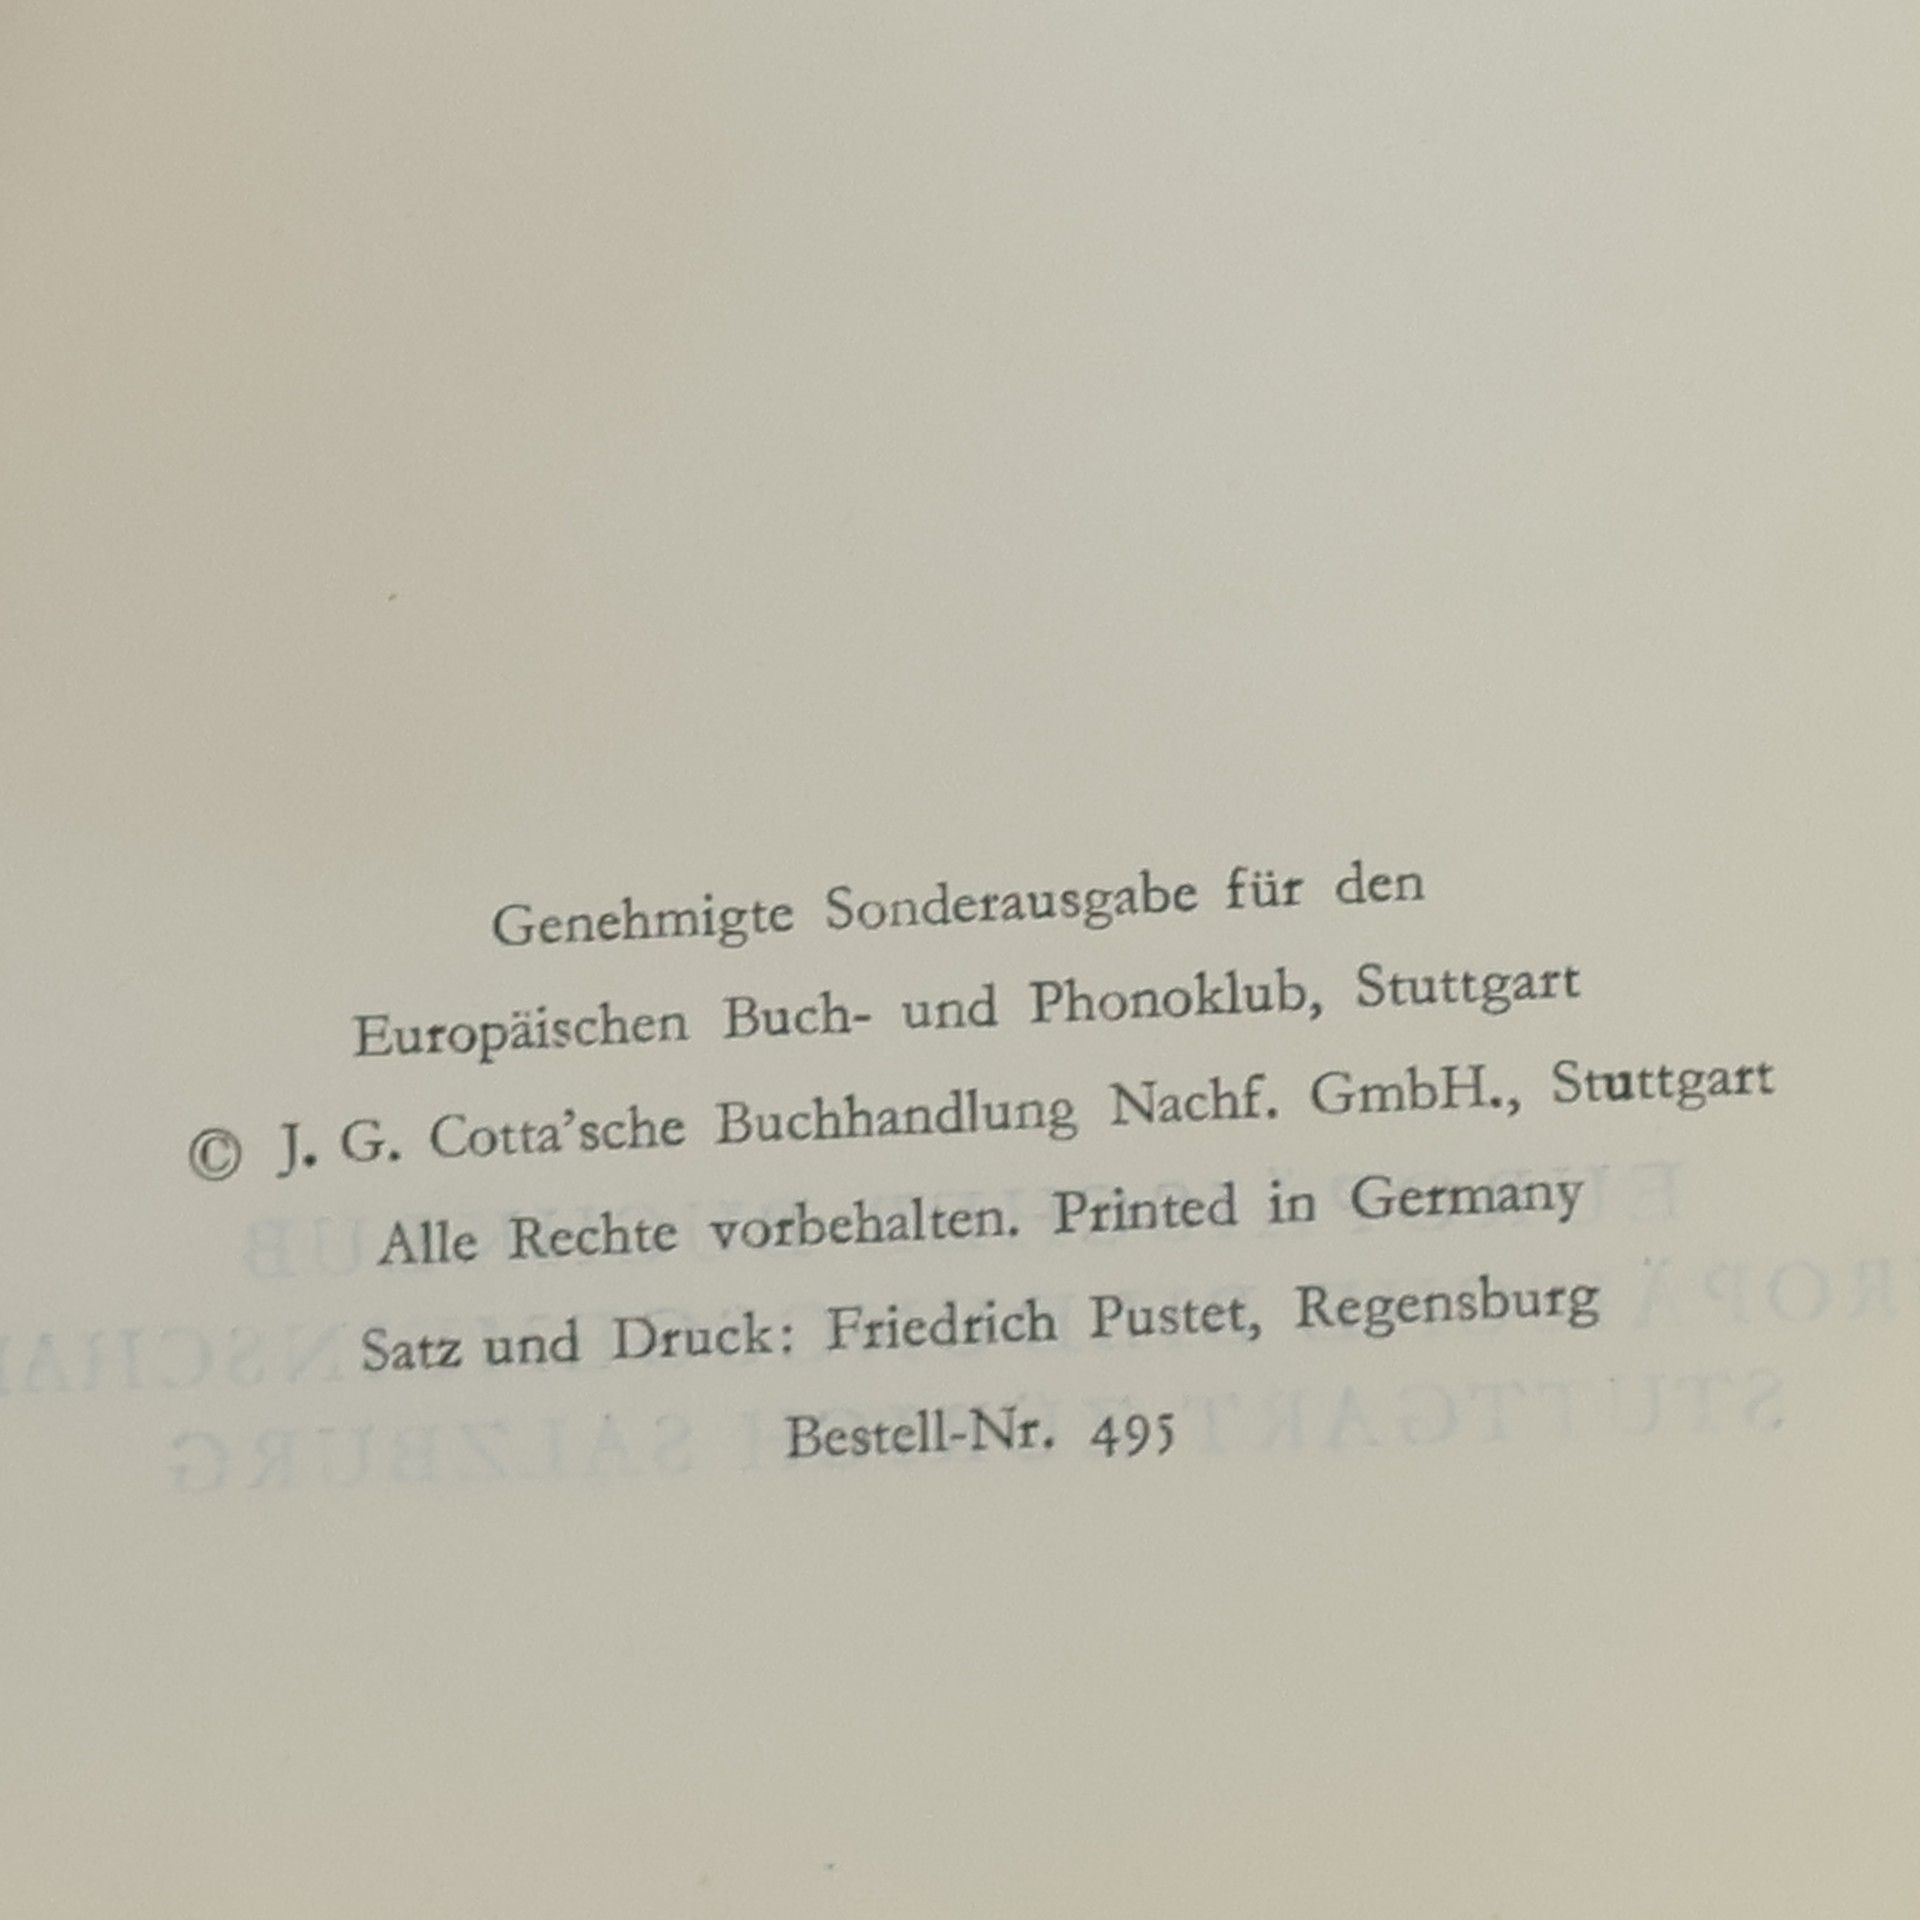 Genehmigte Sonderausgabe für den
Europäischen Buch- und Phonoklub, Stuttgart
© J. G. Cotta'sche Buchhandlung Nachf. GmbH., Stuttgart
Alle Rechte vorbehalten. Printed in Germany
Satz und Druck: Friedrich Pustet, Regensburg
Bestell-Nr. 495